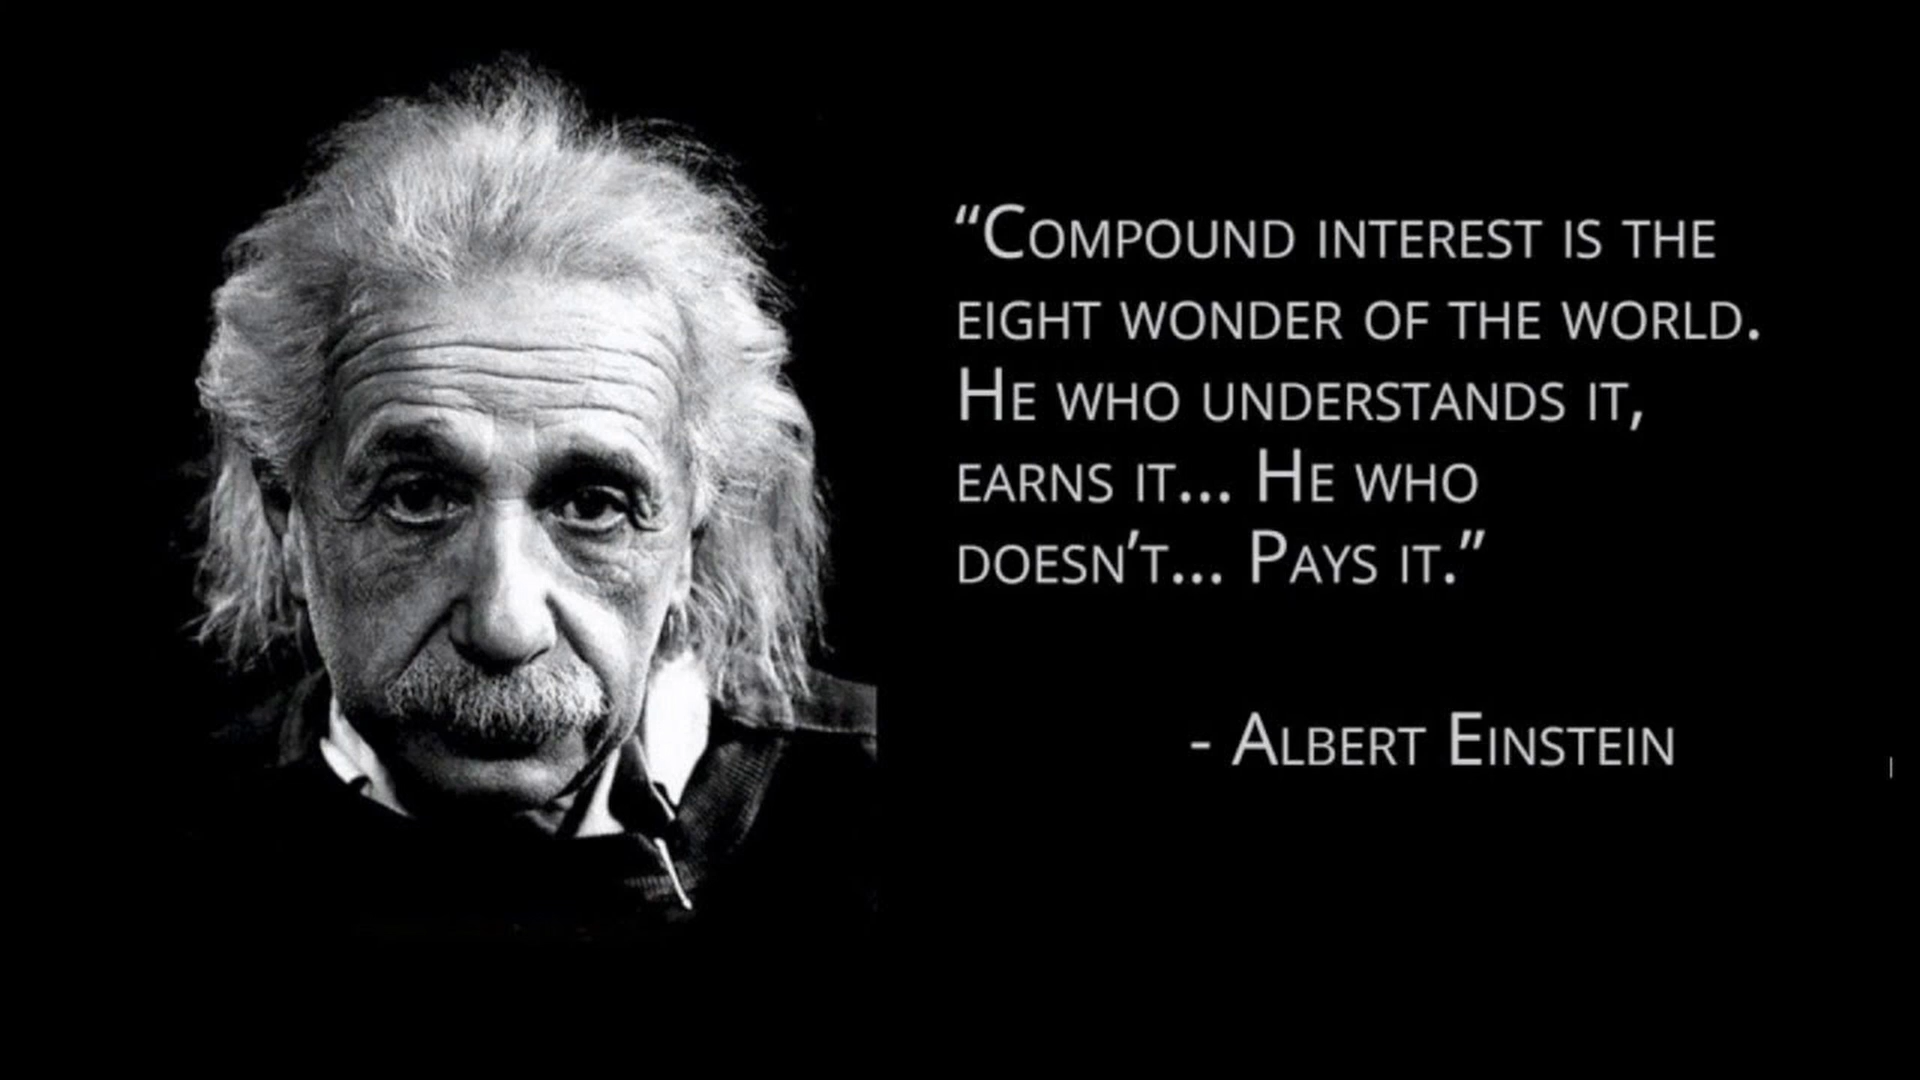 “Compound interest is the
eight wonder of the world.
He who understands it,
earns it... He who
doesn’t... Pays it.”
- Albert Einstein